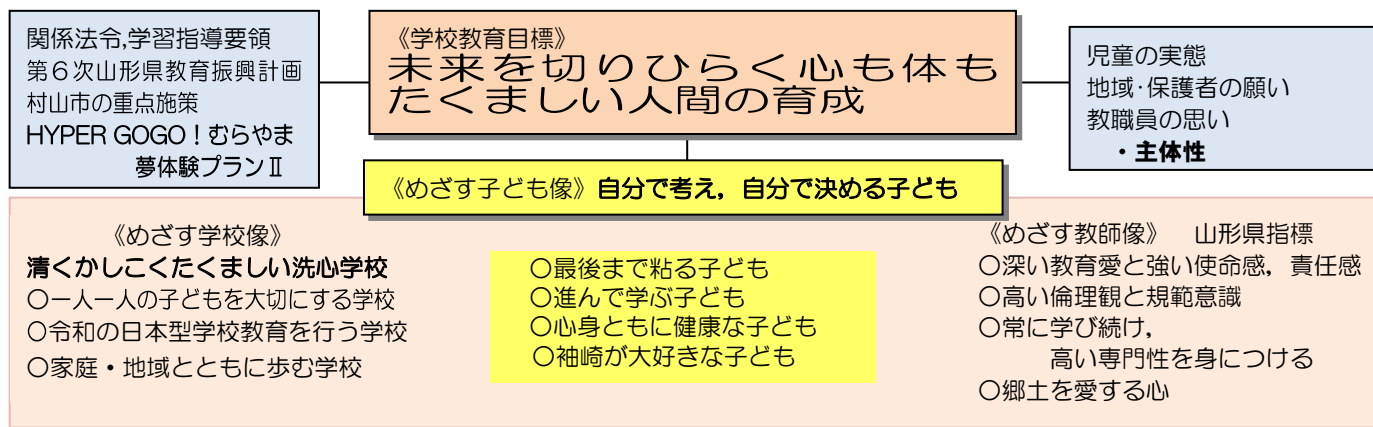 関係法令,学習指導要領
第6次山形県教育振興計画
村山市の重点施策
HYPER GOGO!むらやま
夢体験プランⅡ
《学校教育目標》
未来を切りひらく心も体も
たくましい人間の育成
児童の実態
地域・保護者の願い
教職員の思い
・主体性
《めざす子ども像》自分で考え，自分で決める子ども
《めざす学校像》
清くかしこくたくましい洗心学校
〇一人一人の子どもを大切にする学校
〇令和の日本型学校教育を行う学校
〇家庭・地域とともに歩む学校
〇最後まで粘る子ども
〇進んで学ぶ子ども
〇心身ともに健康な子ども
〇袖崎が大好きな子ども
《めざす教師像》　山形県指標
〇深い教育愛と強い使命感，責任感
〇高い倫理観と規範意識
〇常に学び続け，
高い専門性を身につける
〇郷土を愛する心